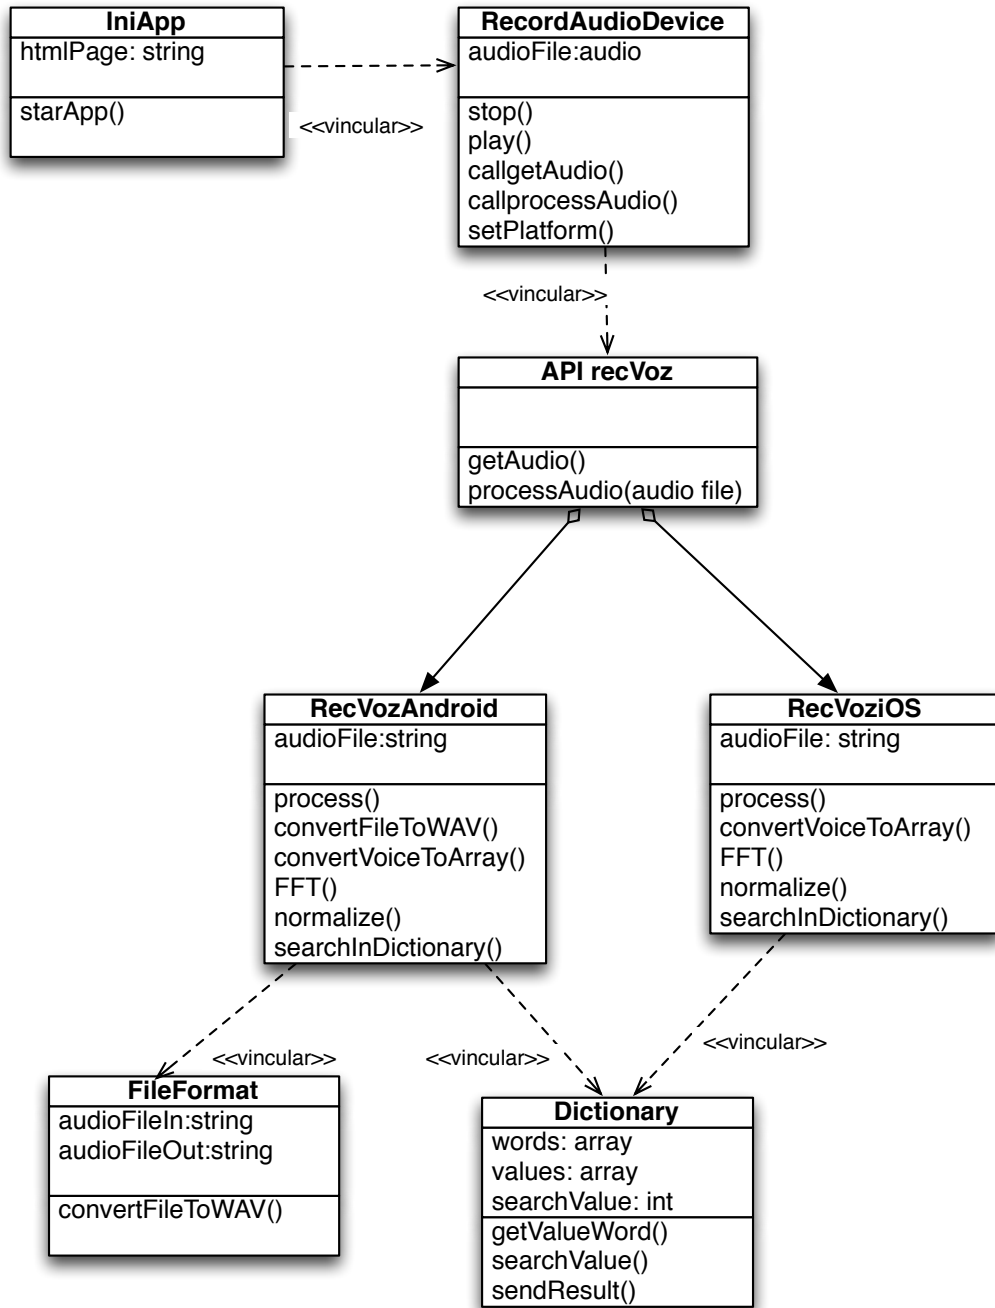 IniApp
htmlPage: string
starApp()
<<vincular>>
RecordAudioDevice
audioFile:audio
stop()
play()
callgetAudio()
callprocessAudio()
setPlatform()
<<vincular>>
API recVoz
getAudio()
processAudio(audio file)
RecVozAndroid
audioFile:string
process()
convertFileToWAV()
convertVoiceToArray()
FFT()
normalize()
searchInDictionary()
RecVoziOS
audioFile: string
process()
convertVoiceToArray()
FFT()
normalize()
searchInDictionary()
<<vincular>>
<<vincular>>
<<vincular>>
FileFormat
audioFileIn:string
audioFileOut:string
convertFileToWAV()
Dictionary
words: array
values: array
searchValue: int
getValueWord()
searchValue()
sendResult()